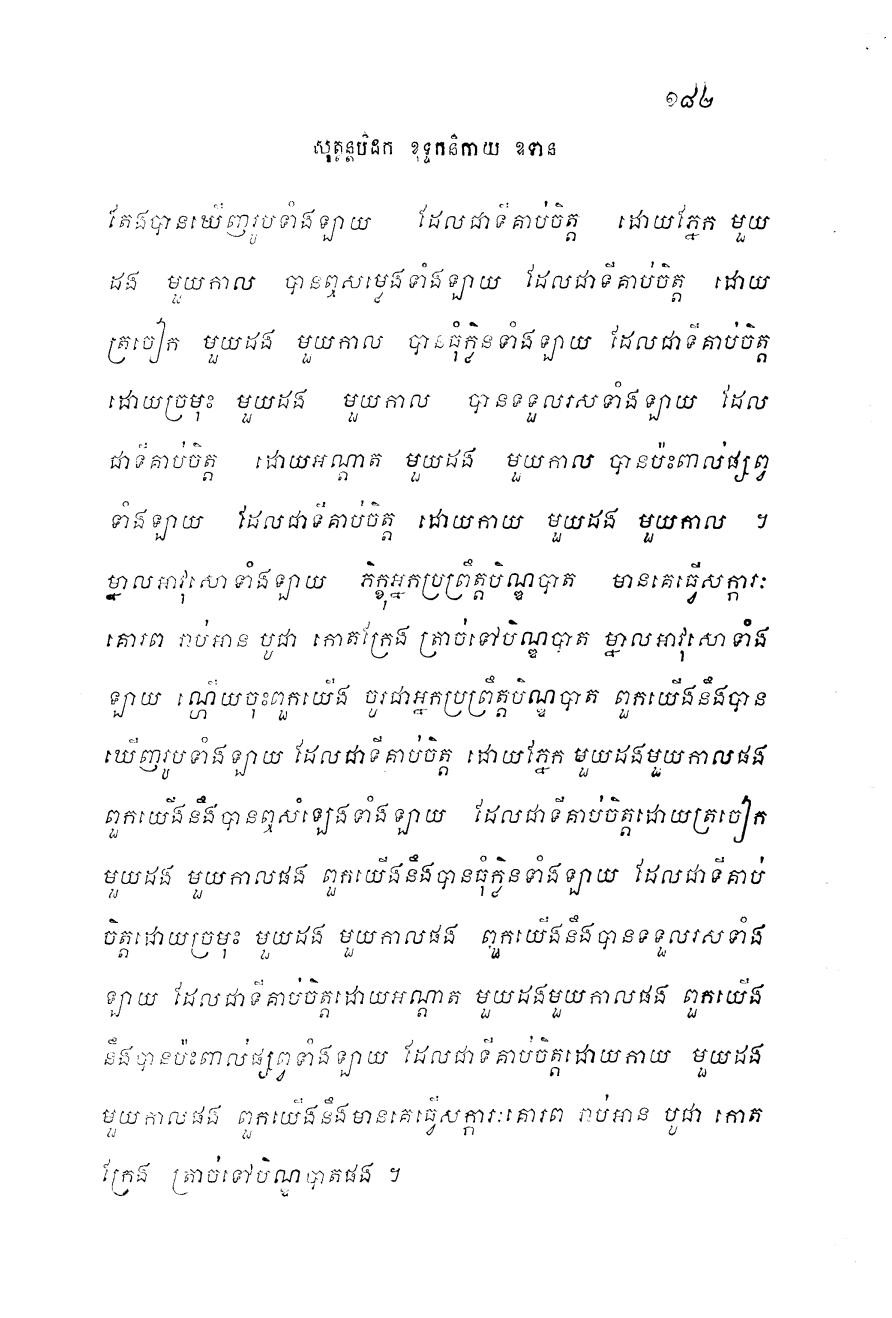 ១៨២
សុត្តន្តបិដក ខុទ្ទកនិកាយ ឧទាន
តែងបានឃើញរូបទាំងឡាយ ដែលជាទីគាប់ចិត្ត ដោយភ្នែក មួយ
ដង មួយកាល បានឮសម្លេងទាំងឡាយ ដែលជាទីគាប់ចិត្ត ដោយ
ត្រចៀក មួយដង មួយកាល បានធុំក្លិនទាំងឡាយ ដែលជាទីគាប់ចិត្ត
ដោយច្រមុះ មួយដង មួយកាល បានទទួលរសទាំងឡាយ ដែល
ជាទីគាប់ចិត្ត ដោយអណ្តាត មួយដង មួយកាល បានប៉ះពាល់ផ្សព្វ
ទាំងឡាយ ដែលជាទីគាប់ចិត្ត ដោយកាយ មួយដង មួយកាល ។
ម្នាលអាវុសោទាំងឡាយ ភិក្ខុអ្នកប្រព្រឹត្តបិណ្ឌបាត មានគេធ្វើសក្ការៈ
គោរព រាប់អាន បូជា កោតក្រែង ត្រាច់ទៅបិណ្ឌបាត ម្នាលអាវុសោទាំង
ឡាយ ណ្ហើយចុះពួកយើង ចូរជាអ្នកប្រព្រឹត្តបិណ្ឌបាត ពួកយើងនឹងបាន
ឃើញរូបទាំងឡាយ ដែលជាទីគាប់ចិត្ត ដោយភ្នែក មួយដងមួយកាលផង
ពួកយើងនឹងបានឮសំឡេងទាំងឡាយ ដែលជាទីគាប់ចិត្តដោយត្រចៀក
មួយដង មួយកាលផង ពួកយើងនឹងបានធុំក្លិនទាំងឡាយ ដែលជាទីគាប់
ចិត្តដោយច្រមុះ មួយដង មួយកាលផង ពួកយើងនឹងបានទទួលរសទាំង
ឡាយ ដែលជាទីគាប់ចិត្តដោយអណ្តាត មួយដងមួយកាលផង ពួកយើង
នឹងបានប៉ះពាល់ផ្សព្វទាំងឡាយ ដែលជាទីគាប់ចិត្តដោយកាយ មួយដង
មួយកាលផង ពួកយើងនឹងមានគេធ្វើសក្ការៈគោរព រាប់អាន បូជា កោត
ក្រែង ត្រាច់ទៅបិណ្ឌបាតផង ។